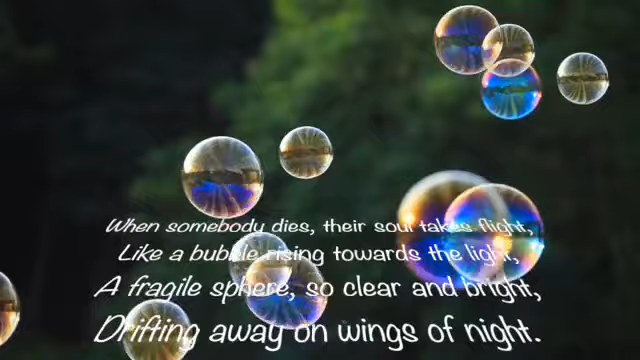 When somebody dies, their soul takes flight,
Like a bubble rising towards the light,
A fragile sphere, so clear and bright,
Drifting away on wings of night.